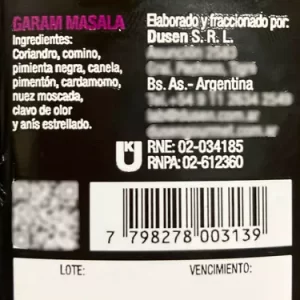 GARAM MASALA
Ingredientes:
Coriandro, comino,
pimienta negra, canela,
pimentón, cardamomo,
nuez moscada,
clavo de olor
y anís estrellado.
Elaborado y fraccionado por:
Dusen S. R. L.
Bs. As.- Argentina
K
U
RNE: 02-034185
RNPA: 02-612360
7 798278 003139
LOTE:
VENCIMIENTO: